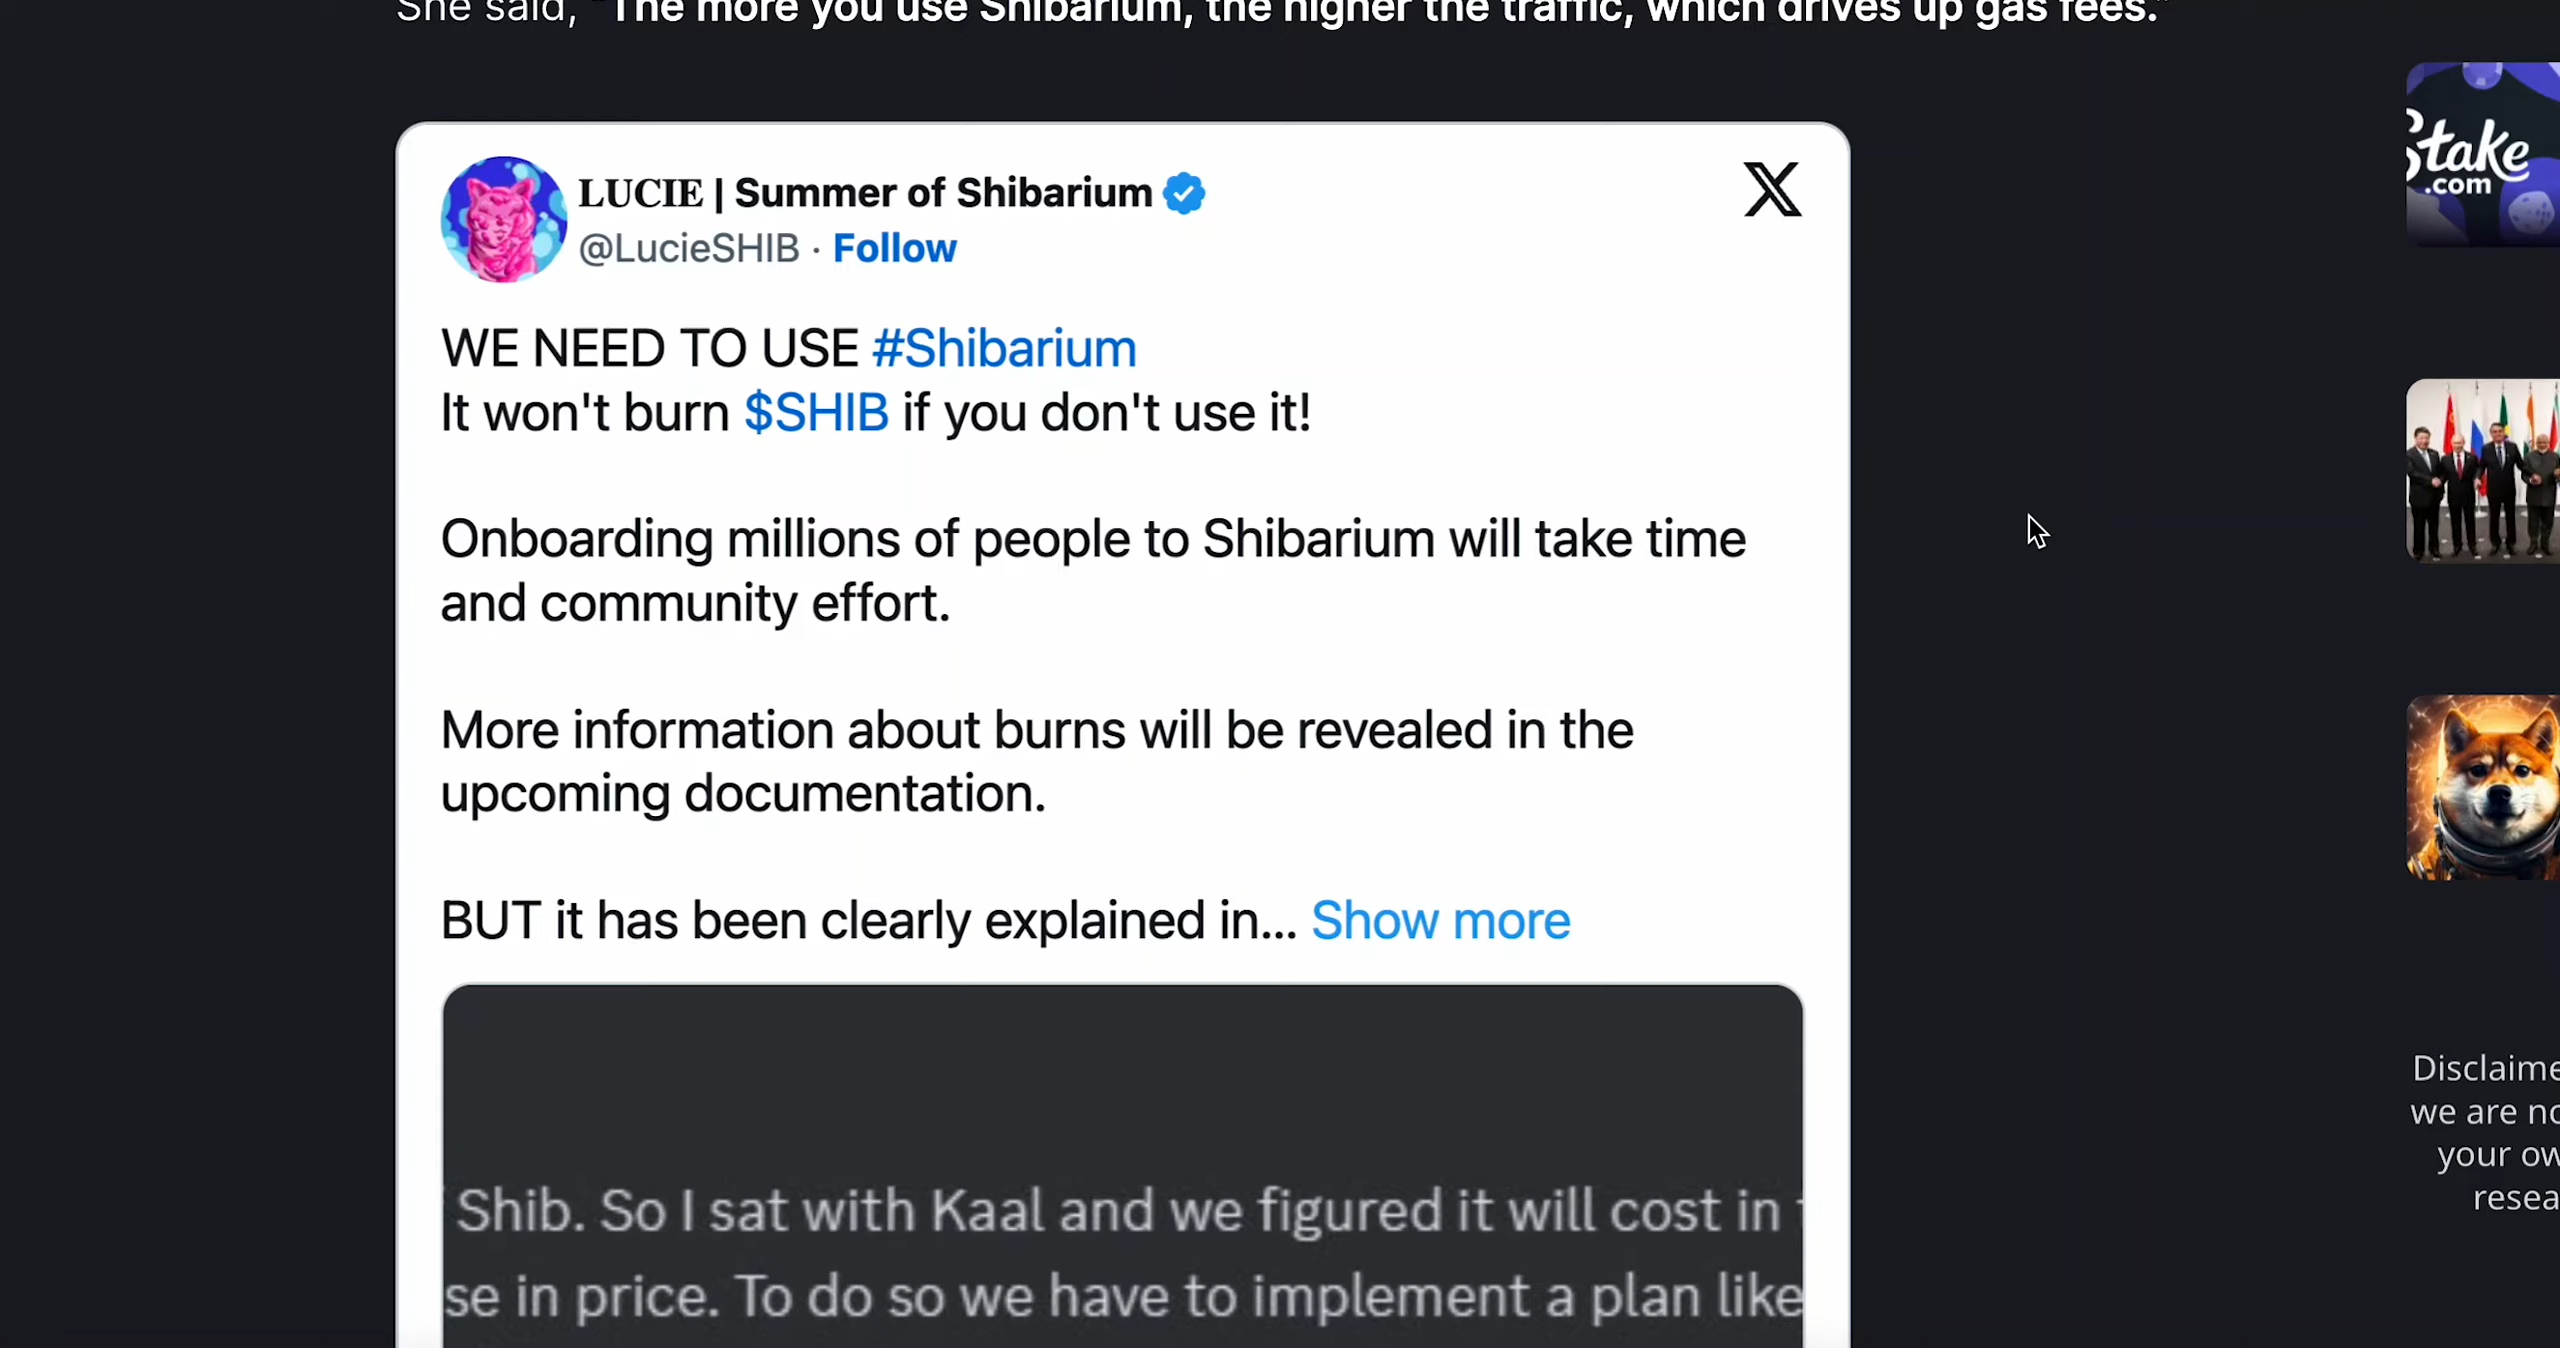 She said, "The more you use Shibarium, the higher the traffic, which drives up gas fees."
LUCIE | Summer of Shibarium
@LucieSHIB · Follow
WE NEED TO USE #Shibarium
It won't burn $SHIB if you don't use it!
Onboarding millions of people to Shibarium will take time
and community effort.
More information about burns will be revealed in the
upcoming documentation.
BUT it has been clearly explained in... Show more
Shib. So I sat with Kaal and we figured it will cost in
se in price. To do so we have to implement a plan like
Stake
.com
Disclaime
we are no
your ow
resea